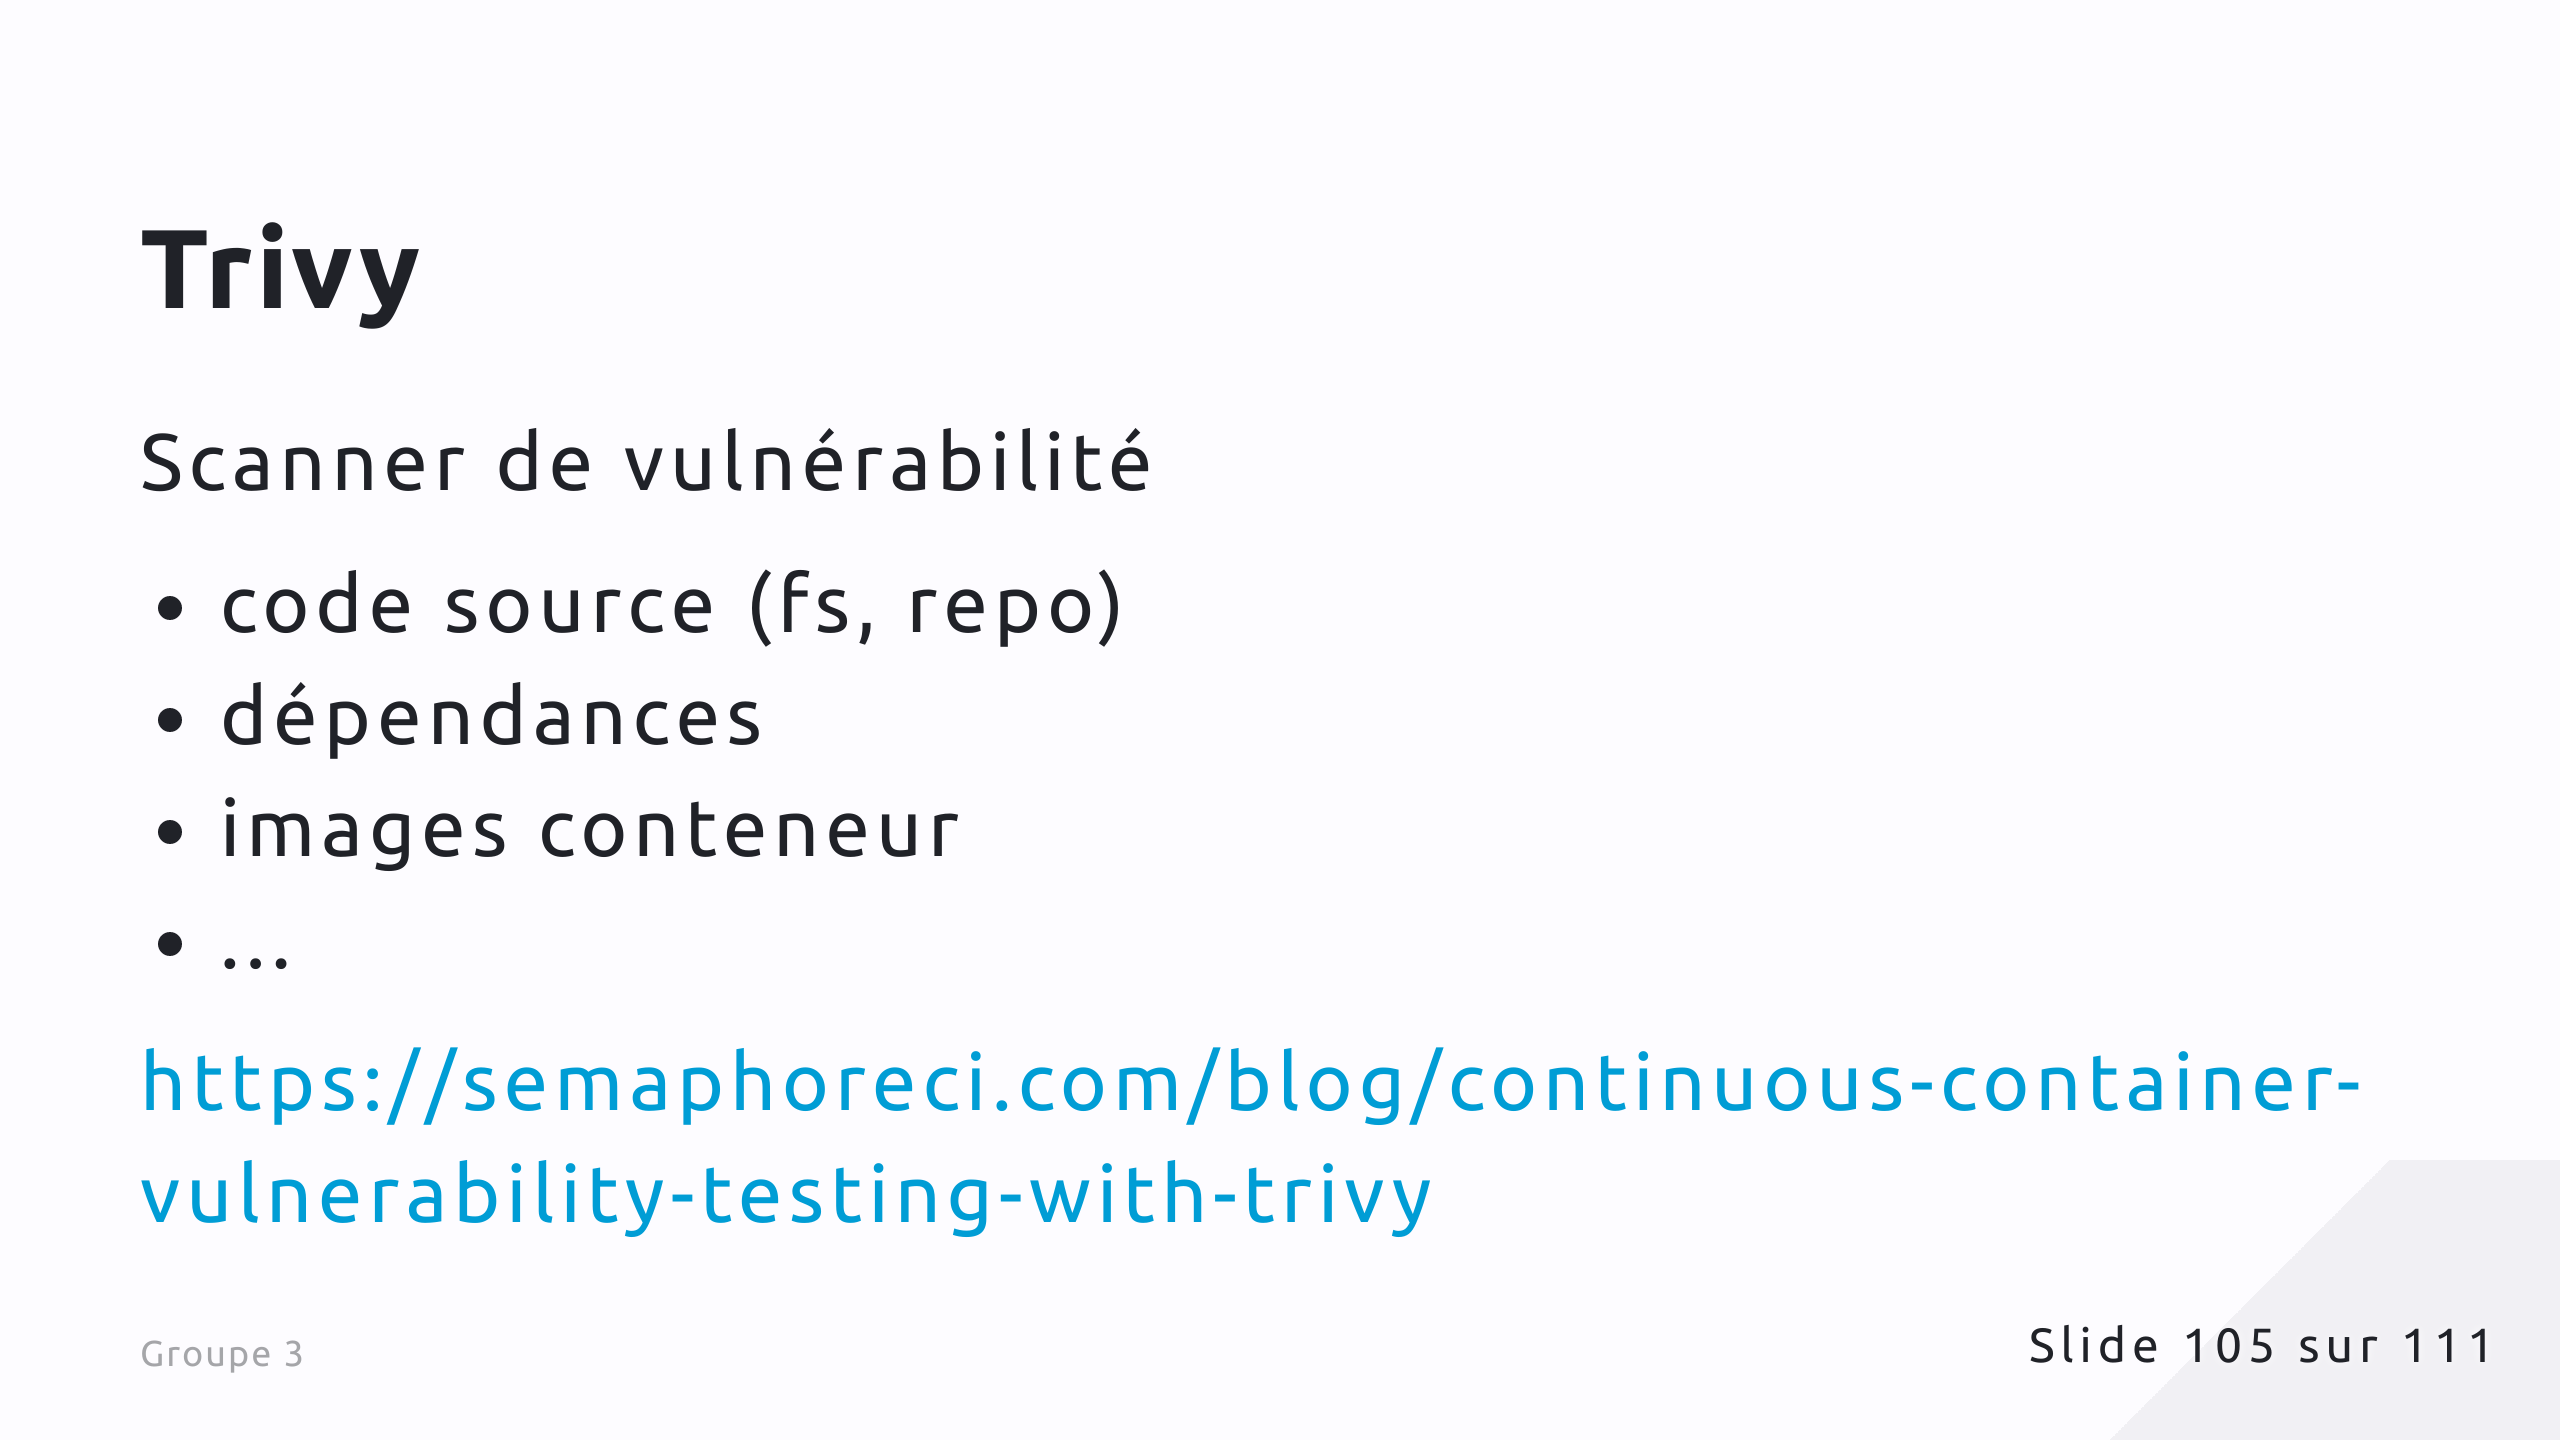 Trivy
Scanner de vulnérabilité
• code source (fs, repo)
• dépendances
• images conteneur
• ...
https://semaphoreci.com/blog/continuous-container-
vulnerability-testing-with-trivy
Groupe 3
Slide 105 sur 111